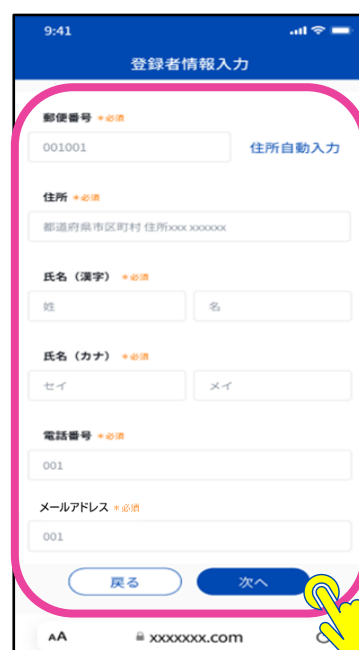 9:41
登録者情報入力
郵便番号 *必須
001001 住所自動入力
住所 *必須
都道府県市区町村 住所xxx xxxxxx
氏名（漢字） *必須
姓 名
氏名（カナ） *必須
セイ メイ
電話番号 *必須
001
メールアドレス *必須
001
戻る 次へ
AA xxxxxxx.com